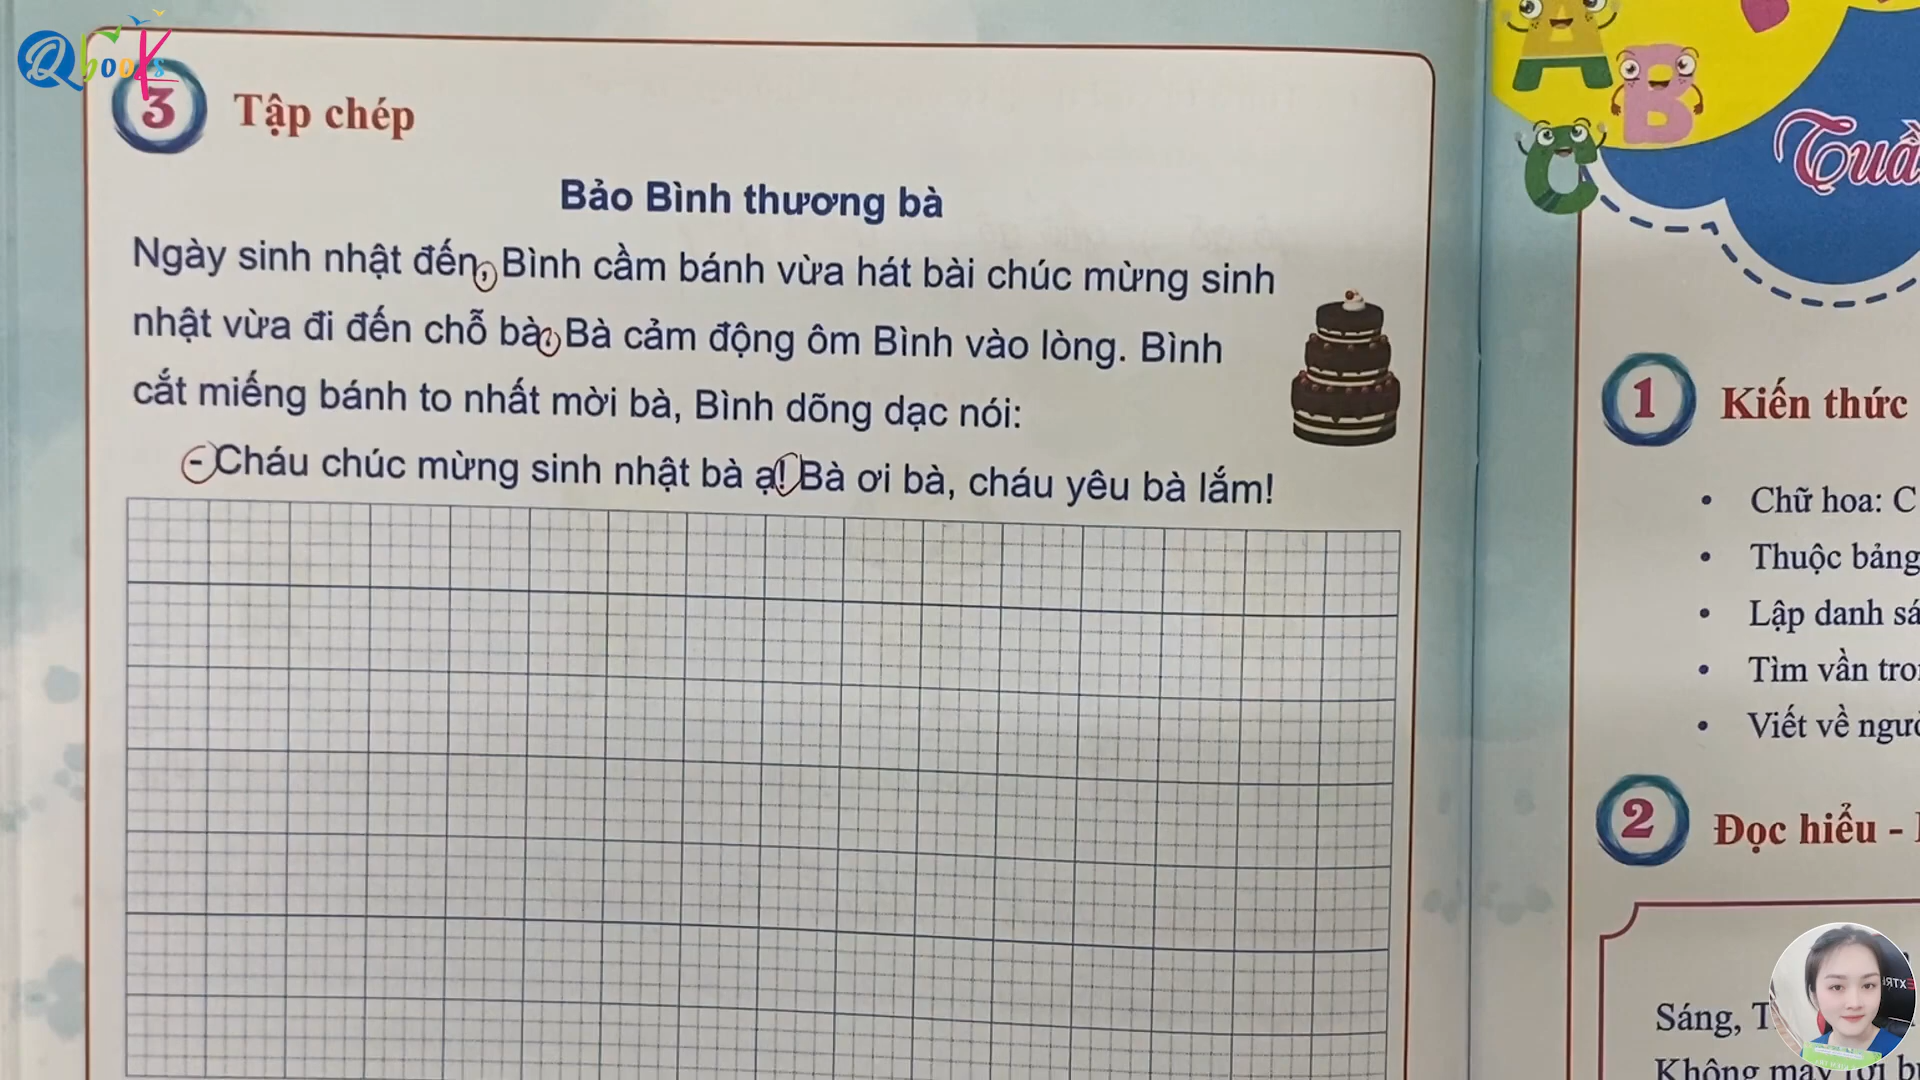 Qbooks
3 Tập chép
Bảo Bình thương bà
Ngày sinh nhật đến, Bình cầm bánh vừa hát bài chúc mừng sinh
nhật vừa đi đến chỗ bà. Bà cảm động ôm Bình vào lòng. Bình
cắt miếng bánh to nhất mời bà, Bình dõng dạc nói:
- Cháu chúc mừng sinh nhật bà ạ! Bà ơi bà, cháu yêu bà lắm!
A
B
C
1 Kiến thức
• Chữ hoa: C
• Thuộc bảng
• Lập danh
• Tìm vần
• Viết về
2 Đọc hiểu -
Sáng,
Không